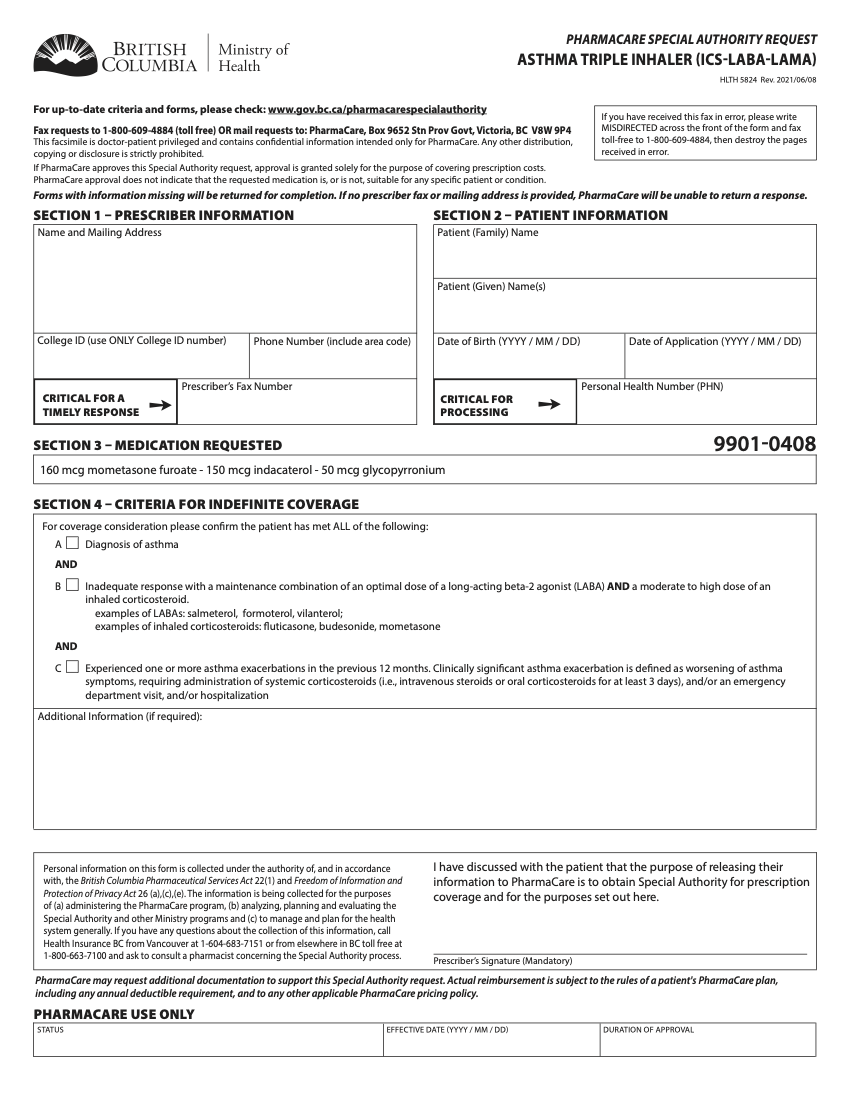 BRITISH
COLUMBIA
Ministry of
Health
PHARMACARE SPECIAL AUTHORITY REQUEST
ASTHMA TRIPLE INHALER (ICS-LABA-LAMA)
HLTH 5824 Rev. 2021/06/08
For up-to-date criteria and forms, please check: www.gov.bc.ca/pharmacarespecialauthority
Fax requests to 1-800-609-4884 (toll free) OR mail requests to: PharmaCare, Box 9652 Stn Prov Govt, Victoria, BC V8W 9P4
This facsimile is doctor-patient privileged and contains confidential information intended only for PharmaCare. Any other distribution,
copying or disclosure is strictly prohibited.
If PharmaCare approves this Special Authority request, approval is granted solely for the purpose of covering prescription costs.
PharmaCare approval does not indicate that the requested medication is, or is not, suitable for any specific patient or condition.
If you have received this fax in error, please write
MISDIRECTED across the front of the form and fax
toll-free to 1-800-609-4884, then destroy the pages
received in error.
Forms with information missing will be returned for completion. If no prescriber fax or mailing address is provided, PharmaCare will be unable to return a response.
SECTION 1 – PRESCRIBER INFORMATION
Name and Mailing Address
College ID (use ONLY College ID number)
Phone Number (include area code)
CRITICAL FOR A
TIMELY RESPONSE
Prescriber's Fax Number
SECTION 2 – PATIENT INFORMATION
Patient (Family) Name
Patient (Given) Name(s)
Date of Birth (YYYY / MM / DD)
Date of Application (YYYY / MM / DD)
CRITICAL FOR
PROCESSING
Personal Health Number (PHN)
SECTION 3 – MEDICATION REQUESTED
9901-0408
160 mcg mometasone furoate - 150 mcg indacaterol - 50 mcg glycopyrronium
SECTION 4 – CRITERIA FOR INDEFINITE COVERAGE
For coverage consideration please confirm the patient has met ALL of the following:
A Diagnosis of asthma
AND
B Inadequate response with a maintenance combination of an optimal dose of a long-acting beta-2 agonist (LABA) AND a moderate to high dose of an
inhaled corticosteroid.
examples of LABAs: salmeterol, formoterol, vilanterol;
examples of inhaled corticosteroids: fluticasone, budesonide, mometasone
AND
C Experienced one or more asthma exacerbations in the previous 12 months. Clinically significant asthma exacerbation is defined as worsening of asthma
symptoms, requiring administration of systemic corticosteroids (i.e., intravenous steroids or oral corticosteroids for at least 3 days), and/or an emergency
department visit, and/or hospitalization
Additional Information (if required):
Personal information on this form is collected under the authority of, and in accordance
with, the British Columbia Pharmaceutical Services Act 22(1) and Freedom of Information and
Protection of Privacy Act 26 (a),(c),(e). The information is being collected for the purposes
of (a) administering the PharmaCare program, (b) analyzing, planning and evaluating the
Special Authority and other Ministry programs and (c) to manage and plan for the health
system generally. If you have any questions about the collection of this information, call
Health Insurance BC from Vancouver at 1-604-683-7151 or from elsewhere in BC toll free at
1-800-663-7100 and ask to consult a pharmacist concerning the Special Authority process.
I have discussed with the patient that the purpose of releasing their
information to PharmaCare is to obtain Special Authority for prescription
coverage and for the purposes set out here.
Prescriber's Signature (Mandatory)
PharmaCare may request additional documentation to support this Special Authority request. Actual reimbursement is subject to the rules of a patient's PharmaCare plan,
including any annual deductible requirement, and to any other applicable PharmaCare pricing policy.
PHARMACARE USE ONLY
STATUS
EFFECTIVE DATE (YYYY / MM / DD)
DURATION OF APPROVAL